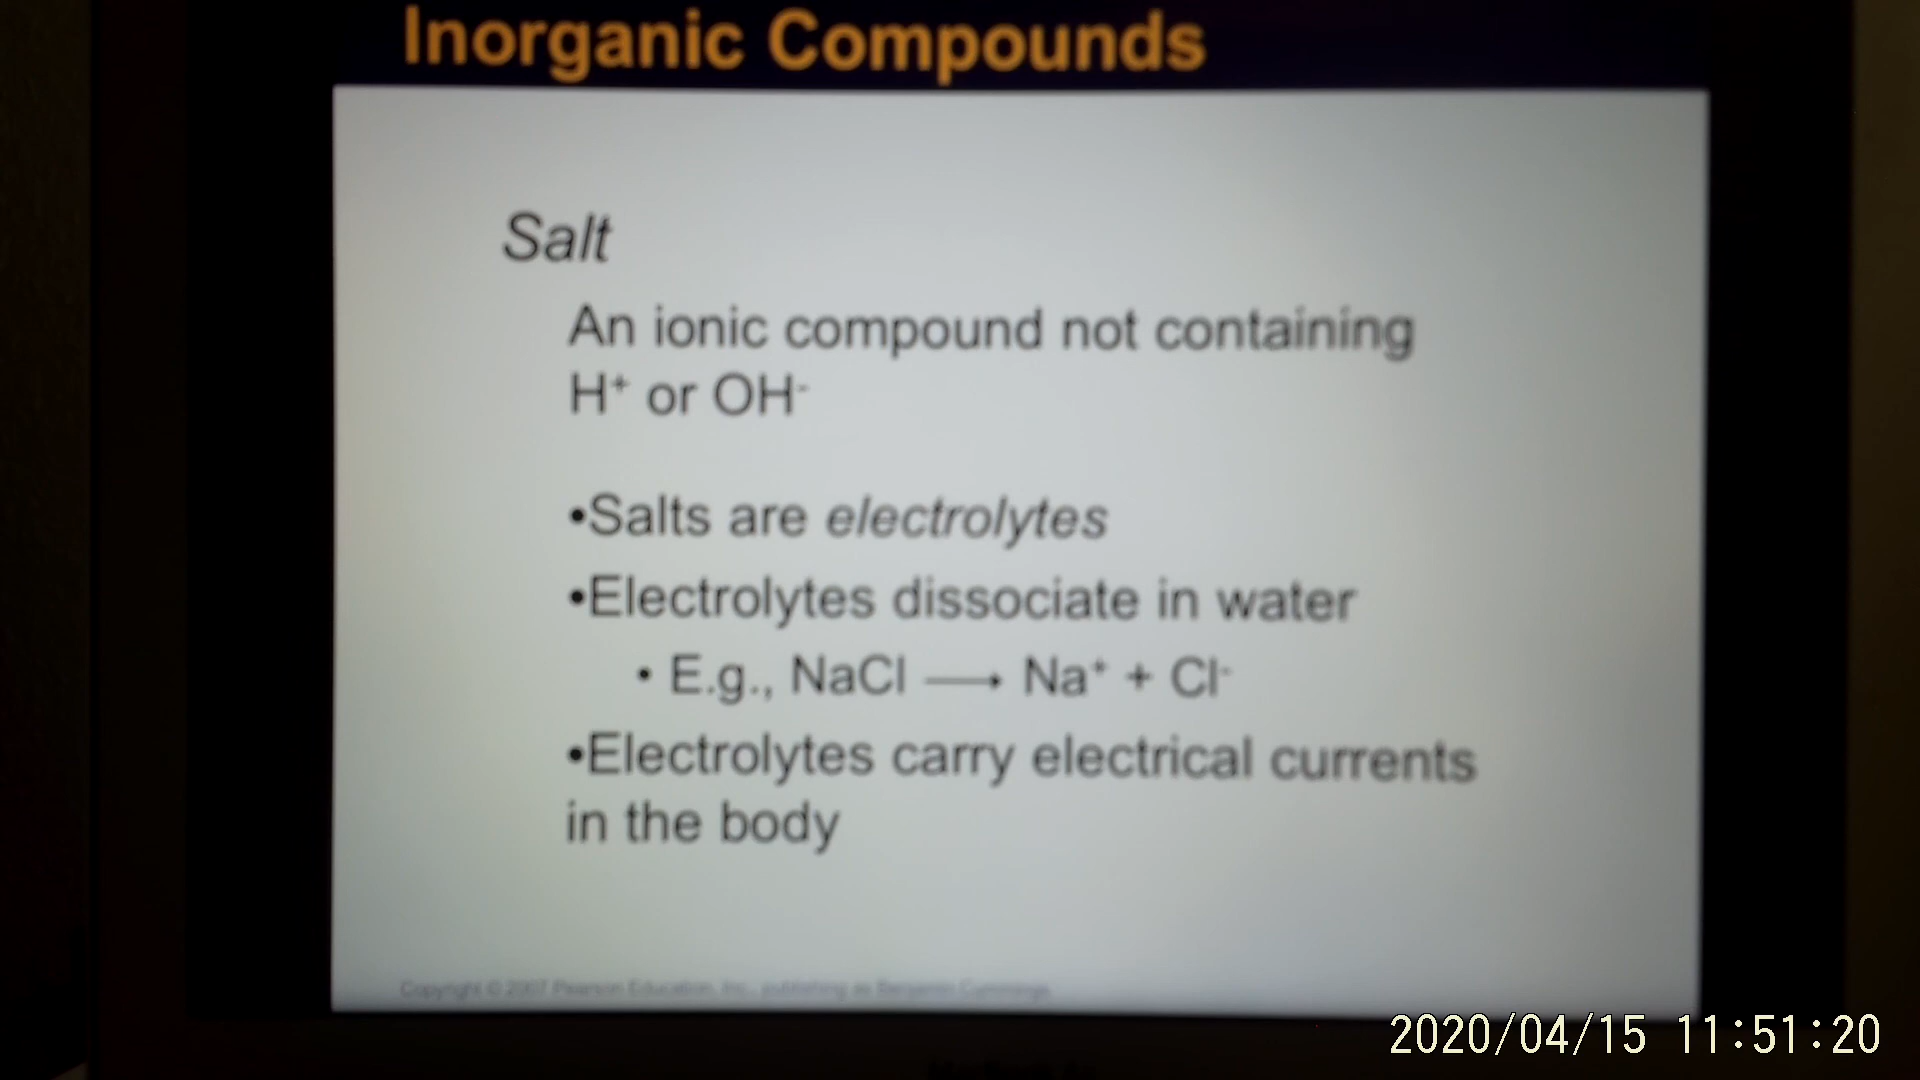 Inorganic Compounds
Salt
An ionic compound not containing
H⁺ or OH⁻
•Salts are electrolytes
•Electrolytes dissociate in water
• E.g., NaCl ⟶ Na⁺ + Cl⁻
•Electrolytes carry electrical currents
in the body
Copyright © 2007 Pearson Education, Inc., publishing as Benjamin Cummings.
2020/04/15 11:51:20